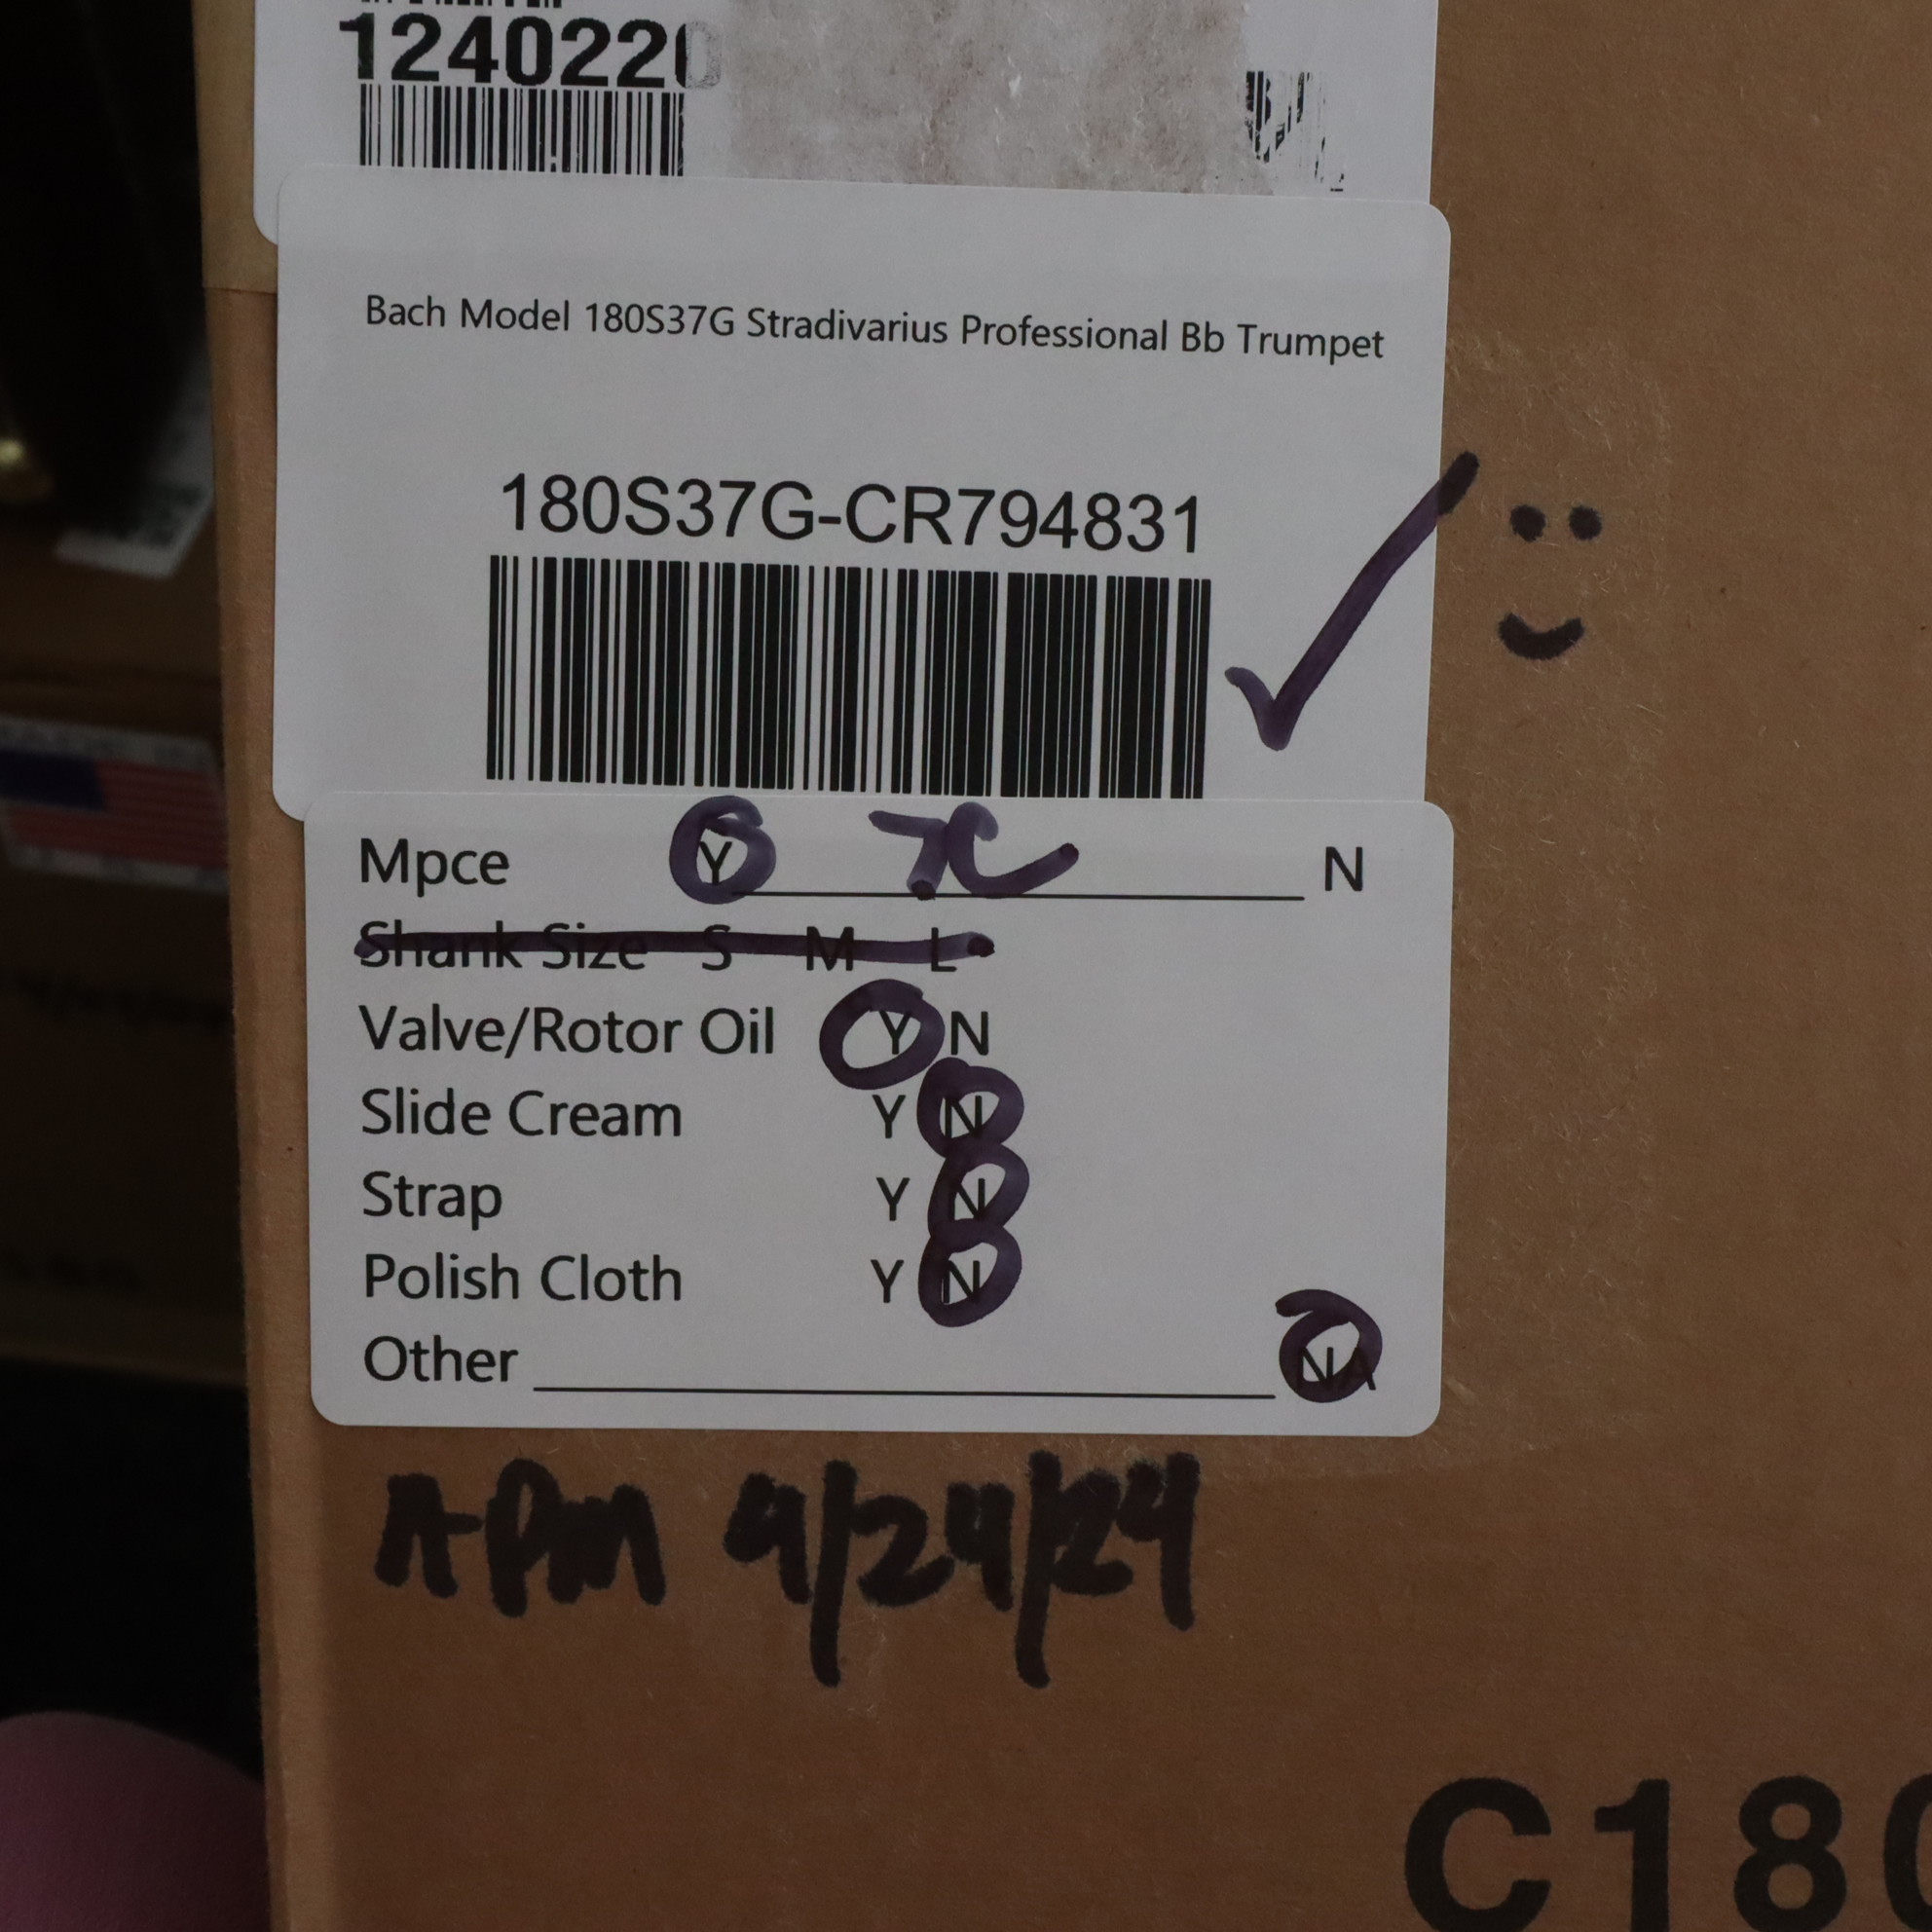 1240220
Bach Model 180S37G Stradivarius Professional Bb Trumpet
180S37G-CR794831
Mpce Y 7C N
Shank Size S M L
Valve/Rotor Oil Y N
Slide Cream Y N
Strap Y N
Polish Cloth Y N
Other NA
APM 9/24/24
C180